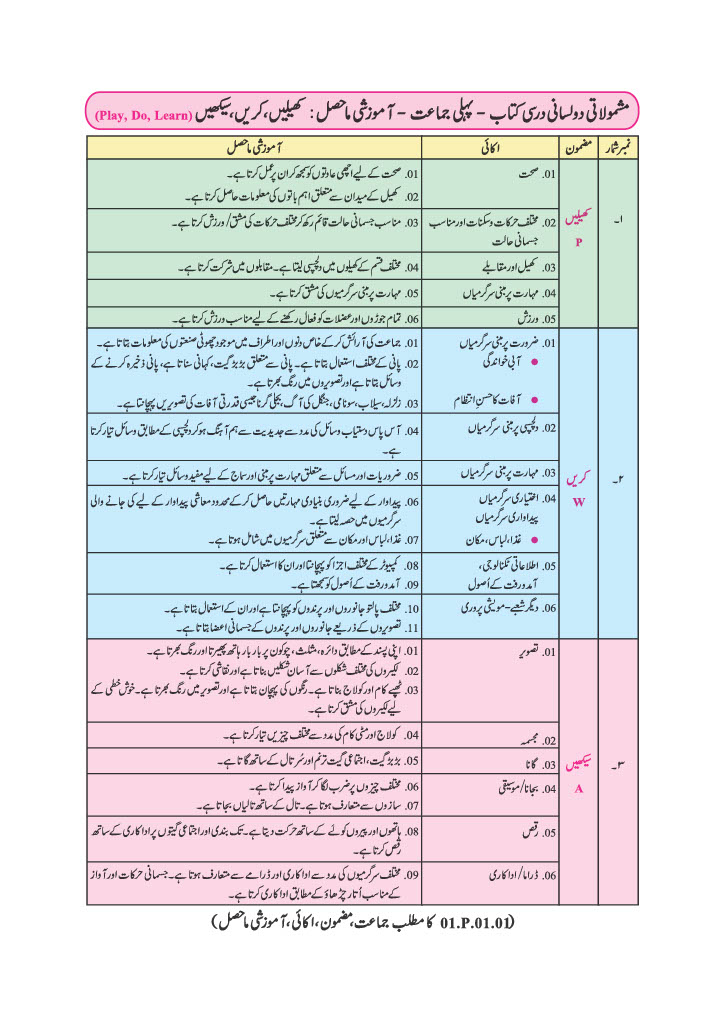 مشمولاتی دو لسانی درسی کتاب – پہلی جماعت – آموزشی ماحصل : کھیلیں، کریں، سیکھیں (Play, Do, Learn)
نمبر شمار مضمون اکائی آموزشی ماحصل
۱۔ کھیلیں P
01. صحت
01. صحت کے لیے اچھی عادتوں کو سمجھ کر ان پر عمل کرتا ہے۔
02. کھیل کے میدان سے متعلق اہم باتوں کی معلومات حاصل کرتا ہے۔
02. مختلف حرکات و سکنات اور مناسب
جسمانی حالت
03. مناسب جسمانی حالت قائم رکھ کر مختلف حرکات کی مشق/ورزش کرتا ہے۔
03. کھیل اور مقابلے
04. مختلف قسم کے کھیلوں میں دلچسپی لیتا ہے۔ مقابلوں میں شرکت کرتا ہے۔
04. مہارت پر مبنی سرگرمیاں
05. مہارت پر مبنی سرگرمیوں کی مشق کرتا ہے۔
05. ورزش
06. تمام جوڑوں اور عضلات کو فعال رکھنے کے لیے مناسب ورزش کرتا ہے۔
۲۔ کریں W
01. ضرورت پر مبنی سرگرمیاں
• آبی خواندگی
• آفات کا حسنِ انتظام
01. جماعت کی آرائش کر کے خاص دنوں اور اطراف میں موجود چھوٹی صنعتوں کی معلومات بتاتا ہے۔
02. پانی کے مختلف استعمال بتاتا ہے۔ پانی سے متعلق بڑبڑ گیت، کہانی سناتا ہے، پانی ذخیرہ کرنے کے
وسائل بتاتا ہے اور تصویروں میں رنگ بھرتا ہے۔
03. زلزلہ، سیلاب، سونامی، جنگل کی آگ، بجلی گرنا جیسی قدرتی آفات کی تصویریں پہچانتا ہے۔
02. دلچسپی پر مبنی سرگرمیاں
04. آس پاس دستیاب وسائل کی مدد سے جدیدیت سے ہم آہنگ ہو کر دلچسپی کے مطابق وسائل تیار کرتا
ہے۔
03. مہارت پر مبنی سرگرمیاں
05. ضروریات اور مسائل سے متعلق مہارت پر مبنی اور سماج کے لیے مفید وسائل تیار کرتا ہے۔
04. اختیاری سرگرمیاں
پیداواری سرگرمیاں
• غذا، لباس، مکان
06. پیداوار کے لیے ضروری بنیادی مہارتیں حاصل کر کے محدود معاشی پیداوار کے لیے کی جانے والی
سرگرمیوں میں حصہ لیتا ہے۔
07. غذا، لباس اور مکان سے متعلق سرگرمیوں میں شامل ہوتا ہے۔
05. اطلاعاتی تکنالوجی،
آمد و رفت کے اُصول
08. کمپیوٹر کے مختلف اجزا کو پہچانتا اور ان کا استعمال کرتا ہے۔
09. آمد و رفت کے اُصول کو سمجھتا ہے۔
06. دیگر شعبے – مویشی پروری
10. مختلف پالتو جانوروں اور پرندوں کو پہچانتا ہے اور ان کے استعمال بتاتا ہے۔
11. تصویروں کے ذریعے جانوروں اور پرندوں کے جسمانی اعضا بتاتا ہے۔
۳۔ سیکھیں A
01. تصویر
01. اپنی پسند کے مطابق دائرہ، مثلث، چوکون پر بار بار ہاتھ پھیرتا اور رنگ بھرتا ہے۔
02. لکیروں کی مختلف شکلوں سے آسان شکلیں بناتا ہے اور نقاشی کرتا ہے۔
03. ٹھپے کام اور کولاج بناتا ہے۔ رنگوں کی پہچان بتاتا ہے اور تصویر میں رنگ بھرتا ہے۔ خوش خطی کے
لیے لکیروں کی مشق کرتا ہے۔
02. مجسمہ
04. کولاج اور مٹی کام کی مدد سے مختلف چیزیں تیار کرتا ہے۔
03. گانا
05. بڑبڑ گیت، اجتماعی گیت ترنم اور سُر تال کے ساتھ گاتا ہے۔
04. بجانا/موسیقی
06. مختلف چیزوں پر ضرب لگا کر آواز پیدا کرتا ہے۔
07. سازوں سے متعارف ہوتا ہے۔ تال کے ساتھ تالیاں بجاتا ہے۔
05. رقص
08. ہاتھوں اور پیروں کو لے کے ساتھ حرکت دیتا ہے۔ تک بندی اور اجتماعی گیتوں پر اداکاری کے ساتھ
رقص کرتا ہے۔
06. ڈراما/اداکاری
09. مختلف سرگرمیوں کی مدد سے اداکاری اور ڈرامے سے متعارف ہوتا ہے۔ جسمانی حرکات اور آواز
کے مناسب اُتار چڑھاؤ کے مطابق اداکاری کرتا ہے۔
(01.P.01.01 کا مطلب جماعت، مضمون، اکائی، آموزشی ماحصل)